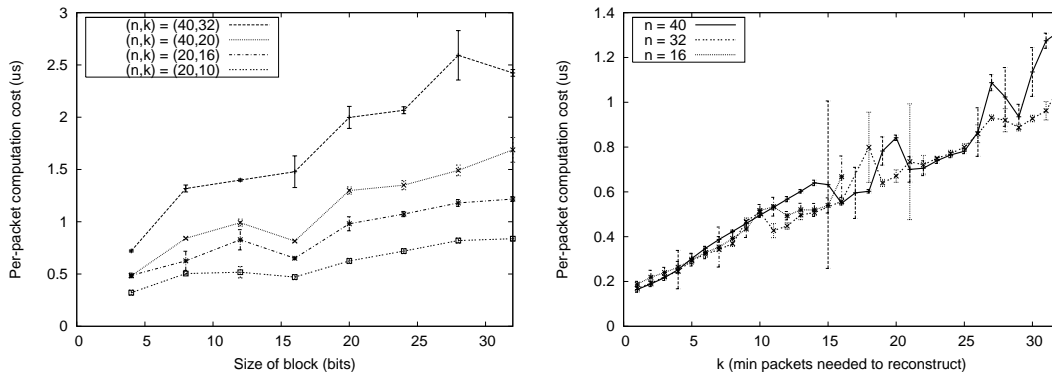 (n,k) = (40,32)
(n,k) = (40,20)
(n,k) = (20,16)
(n,k) = (20,10)
Per-packet computation cost (us)
3
2.5
2
1.5
1
0.5
0
0 5 10 15 20 25 30
Size of block (bits)
n = 40
n = 32
n = 16
Per-packet computation cost (us)
1.4
1.2
1
0.8
0.6
0.4
0.2
0
0 5 10 15 20 25 30
k (min packets needed to reconstruct)